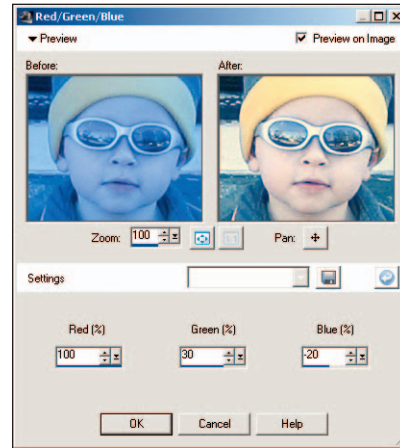 Red/Green/Blue
Preview
Preview on Image
Before:
After:
Zoom: 100
Pan:
Settings
Red (%)
Green (%)
Blue (%)
100
30
-20
OK
Cancel
Help